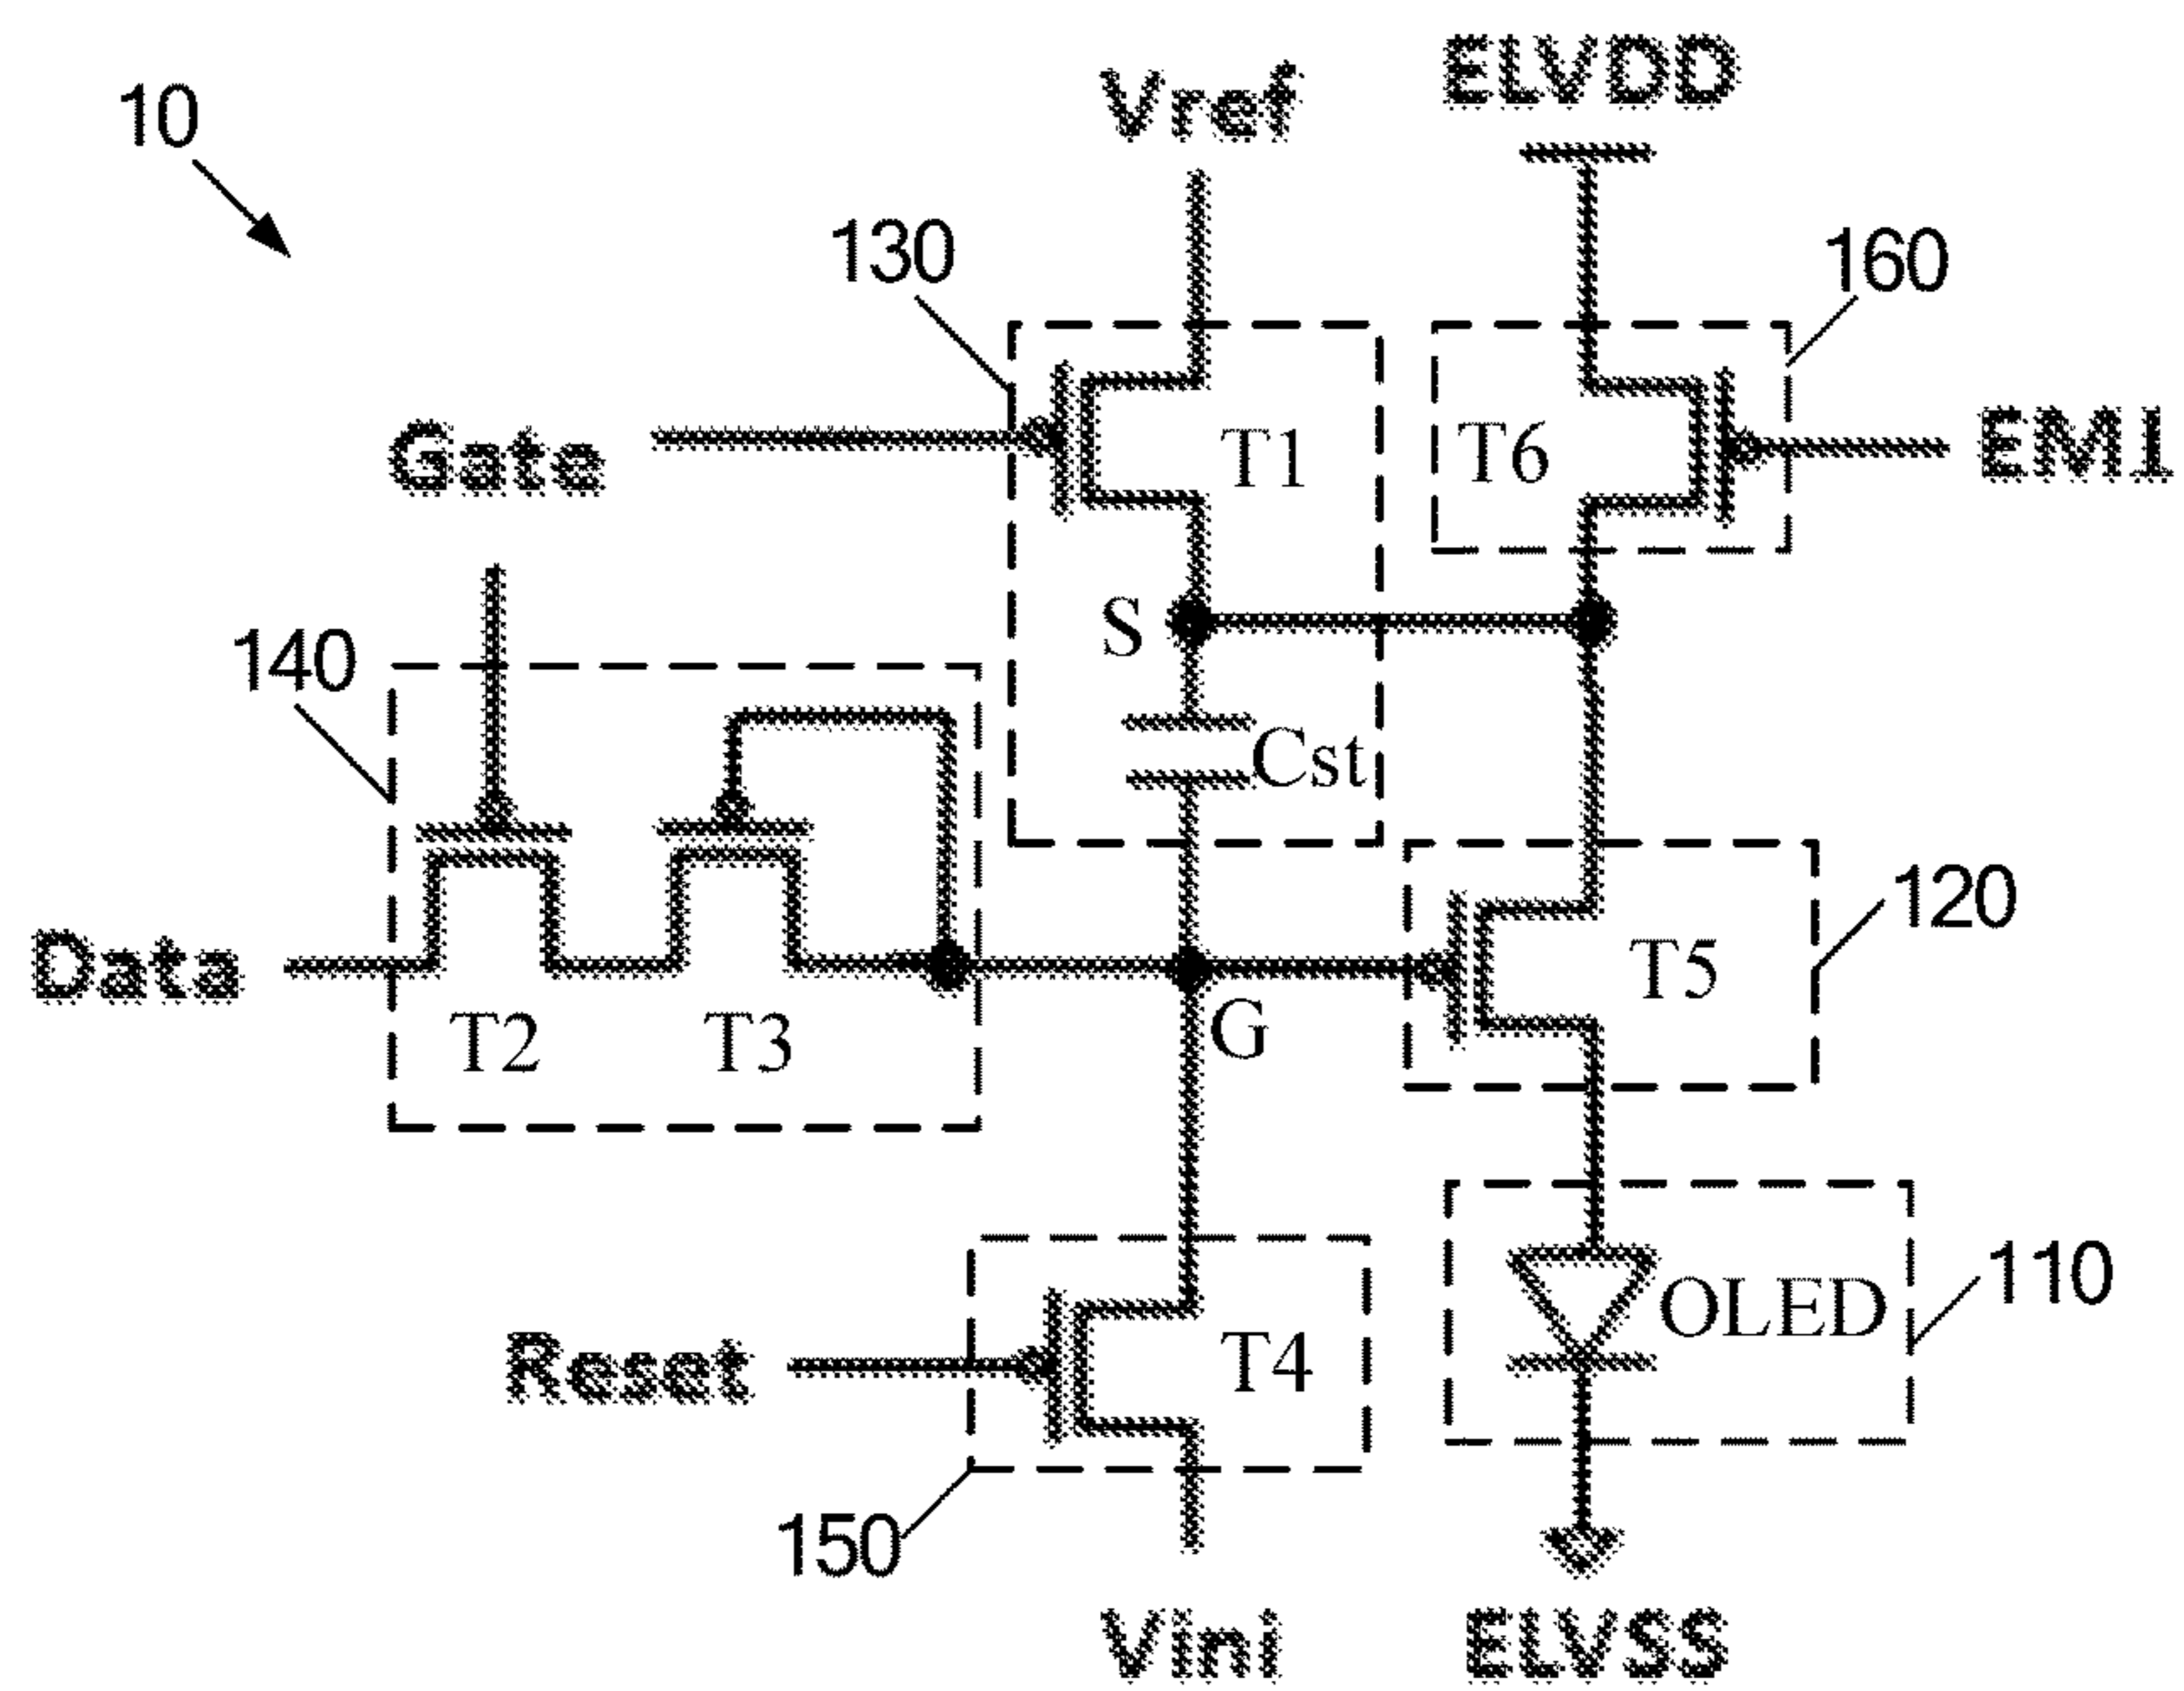 10
Vref
ELVDD
130
160
Gate
T1
T6
EM1
S
140
Cst
120
Data
T2
T3
G
T5
Reset
T4
OLED
110
150
Vini
ELVSS